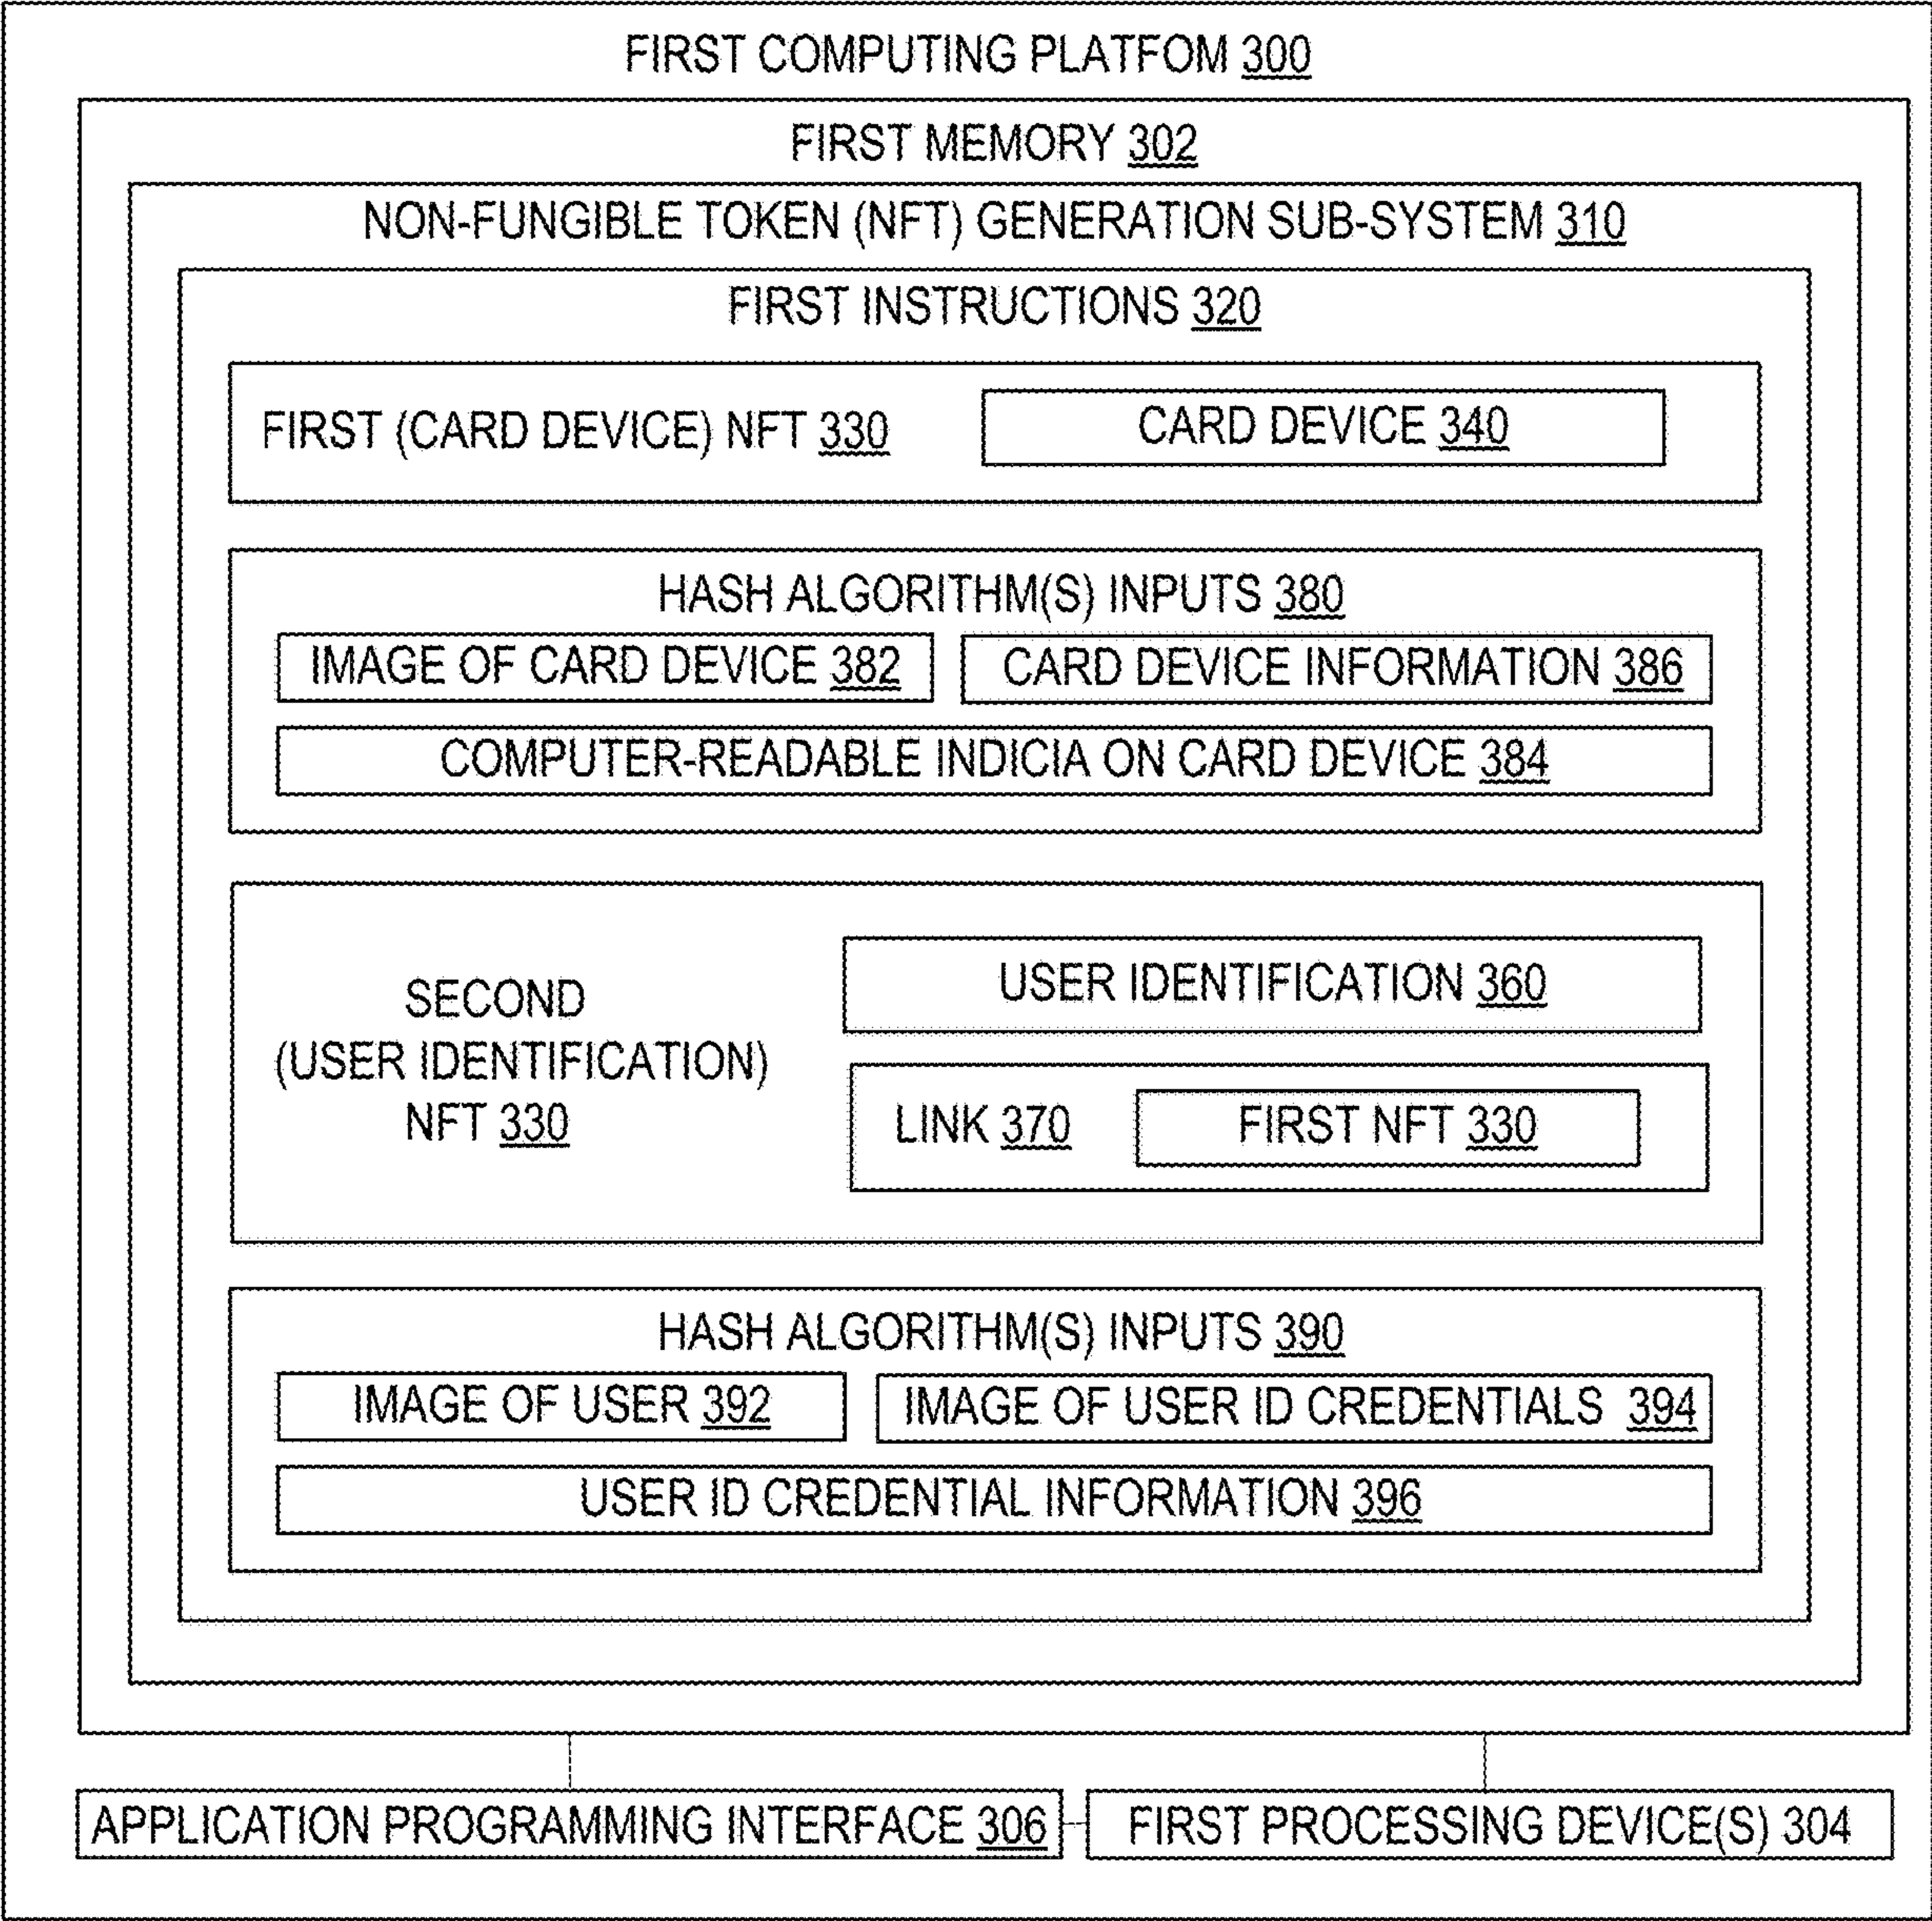 FIRST COMPUTING PLATFOM 300
FIRST MEMORY 302
NON-FUNGIBLE TOKEN (NFT) GENERATION SUB-SYSTEM 310
FIRST INSTRUCTIONS 320
FIRST (CARD DEVICE) NFT 330
CARD DEVICE 340
HASH ALGORITHM(S) INPUTS 380
IMAGE OF CARD DEVICE 382
CARD DEVICE INFORMATION 386
COMPUTER-READABLE INDICIA ON CARD DEVICE 384
SECOND
(USER IDENTIFICATION)
NFT 330
USER IDENTIFICATION 360
LINK 370
FIRST NFT 330
HASH ALGORITHM(S) INPUTS 390
IMAGE OF USER 392
IMAGE OF USER ID CREDENTIALS 394
USER ID CREDENTIAL INFORMATION 396
APPLICATION PROGRAMMING INTERFACE 306
FIRST PROCESSING DEVICE(S) 304